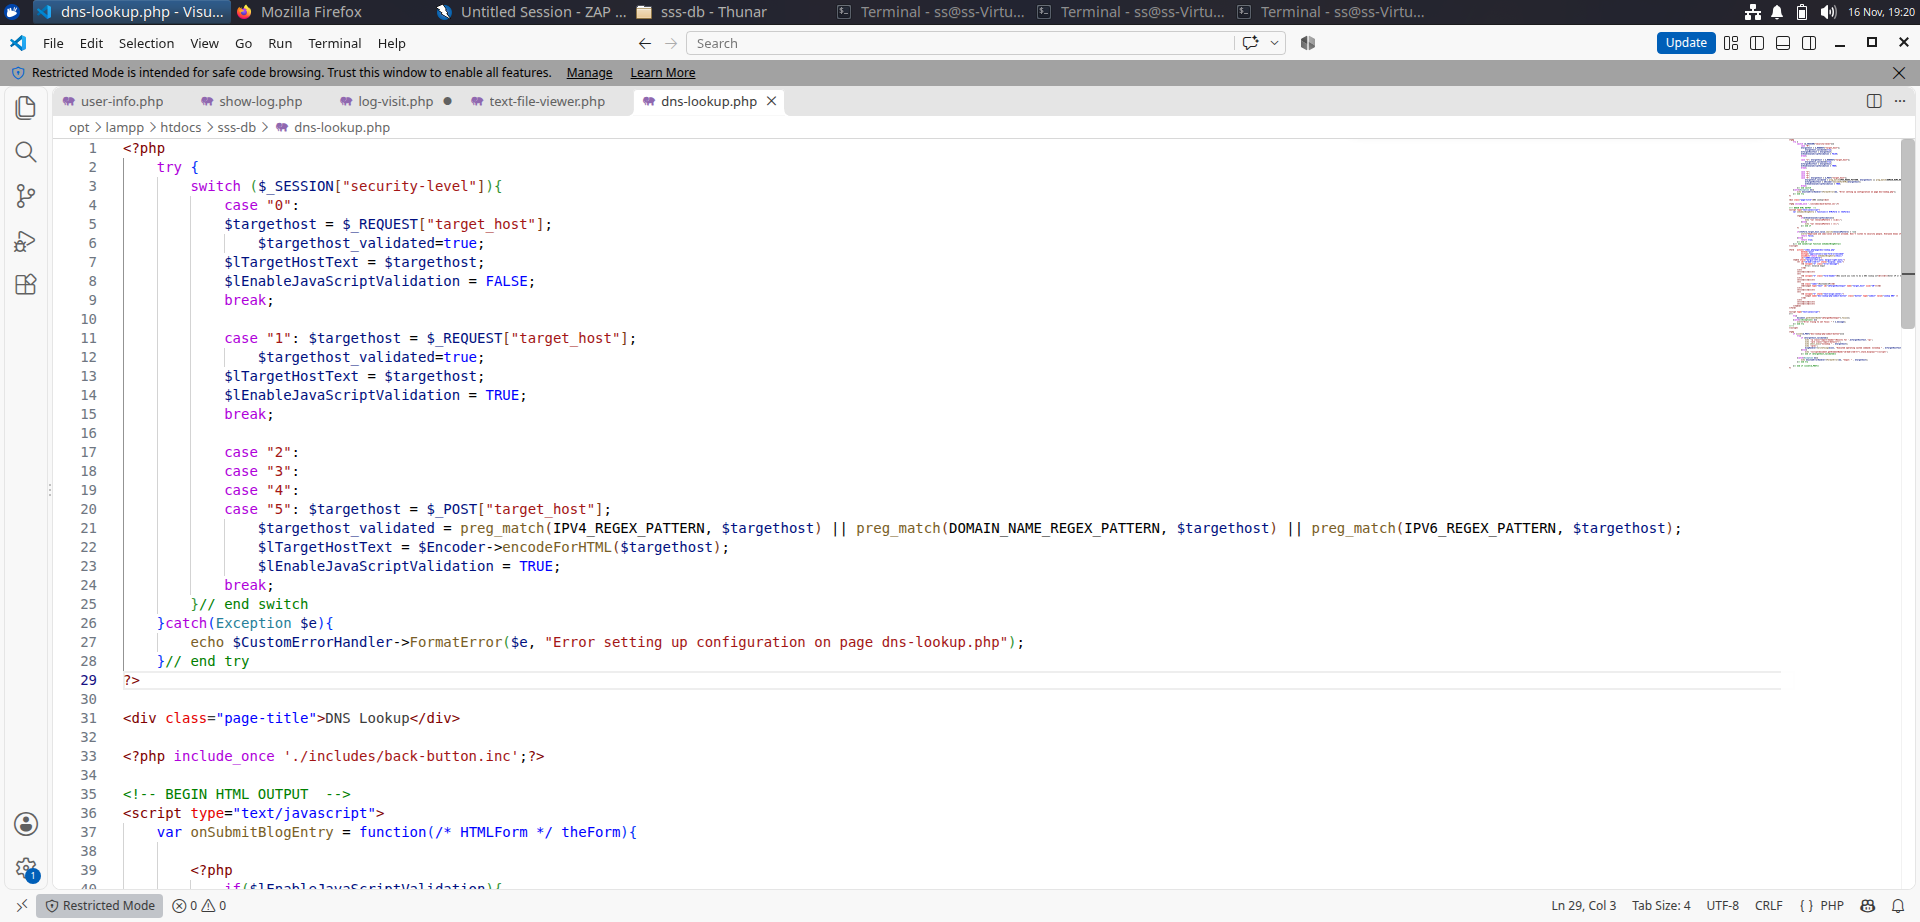 dns-lookup.php - Visu... Mozilla Firefox Untitled Session - ZAP ... sss-db - Thunar Terminal - ss@ss-Virtu... Terminal - ss@ss-Virtu... Terminal - ss@ss-Virtu... 16 Nov, 19:20
File Edit Selection View Go Run Terminal Help Search Update
Restricted Mode is intended for safe code browsing. Trust this window to enable all features. Manage Learn More
user-info.php show-log.php log-visit.php text-file-viewer.php dns-lookup.php
opt > lampp > htdocs > sss-db > dns-lookup.php
1 <?php
2 try {
3 switch ($_SESSION["security-level"]){
4 case "0":
5 $targethost = $_REQUEST["target_host"];
6 $targethost_validated=true;
7 $lTargetHostText = $targethost;
8 $lEnableJavaScriptValidation = FALSE;
9 break;
10
11 case "1": $targethost = $_REQUEST["target_host"];
12 $targethost_validated=true;
13 $lTargetHostText = $targethost;
14 $lEnableJavaScriptValidation = TRUE;
15 break;
16
17 case "2":
18 case "3":
19 case "4":
20 case "5": $targethost = $_POST["target_host"];
21 $targethost_validated = preg_match(IPV4_REGEX_PATTERN, $targethost) || preg_match(DOMAIN_NAME_REGEX_PATTERN, $targethost) || preg_match(IPV6_REGEX_PATTERN, $targethost);
22 $lTargetHostText = $Encoder->encodeForHTML($targethost);
23 $lEnableJavaScriptValidation = TRUE;
24 break;
25 }// end switch
26 }catch(Exception $e){
27 echo $CustomErrorHandler->FormatError($e, "Error setting up configuration on page dns-lookup.php");
28 }// end try
29 ?>
30
31 <div class="page-title">DNS Lookup</div>
32
33 <?php include_once './includes/back-button.inc';?>
34
35 <!-- BEGIN HTML OUTPUT  -->
36 <script type="text/javascript">
37 var onSubmitBlogEntry = function(/* HTMLForm */ theForm){
38
39 <?php
40 if($lEnableJavaScriptValidation){
1
Restricted Mode 0 0 Ln 29, Col 3 Tab Size: 4 UTF-8 CRLF { } PHP